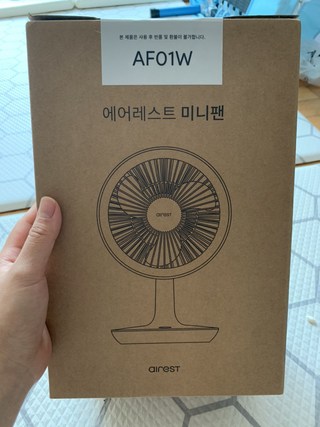 본 제품은 사용 후 반품 및 환불이 불가합니다.
AF01W
에어레스트 미니팬
airest
airest